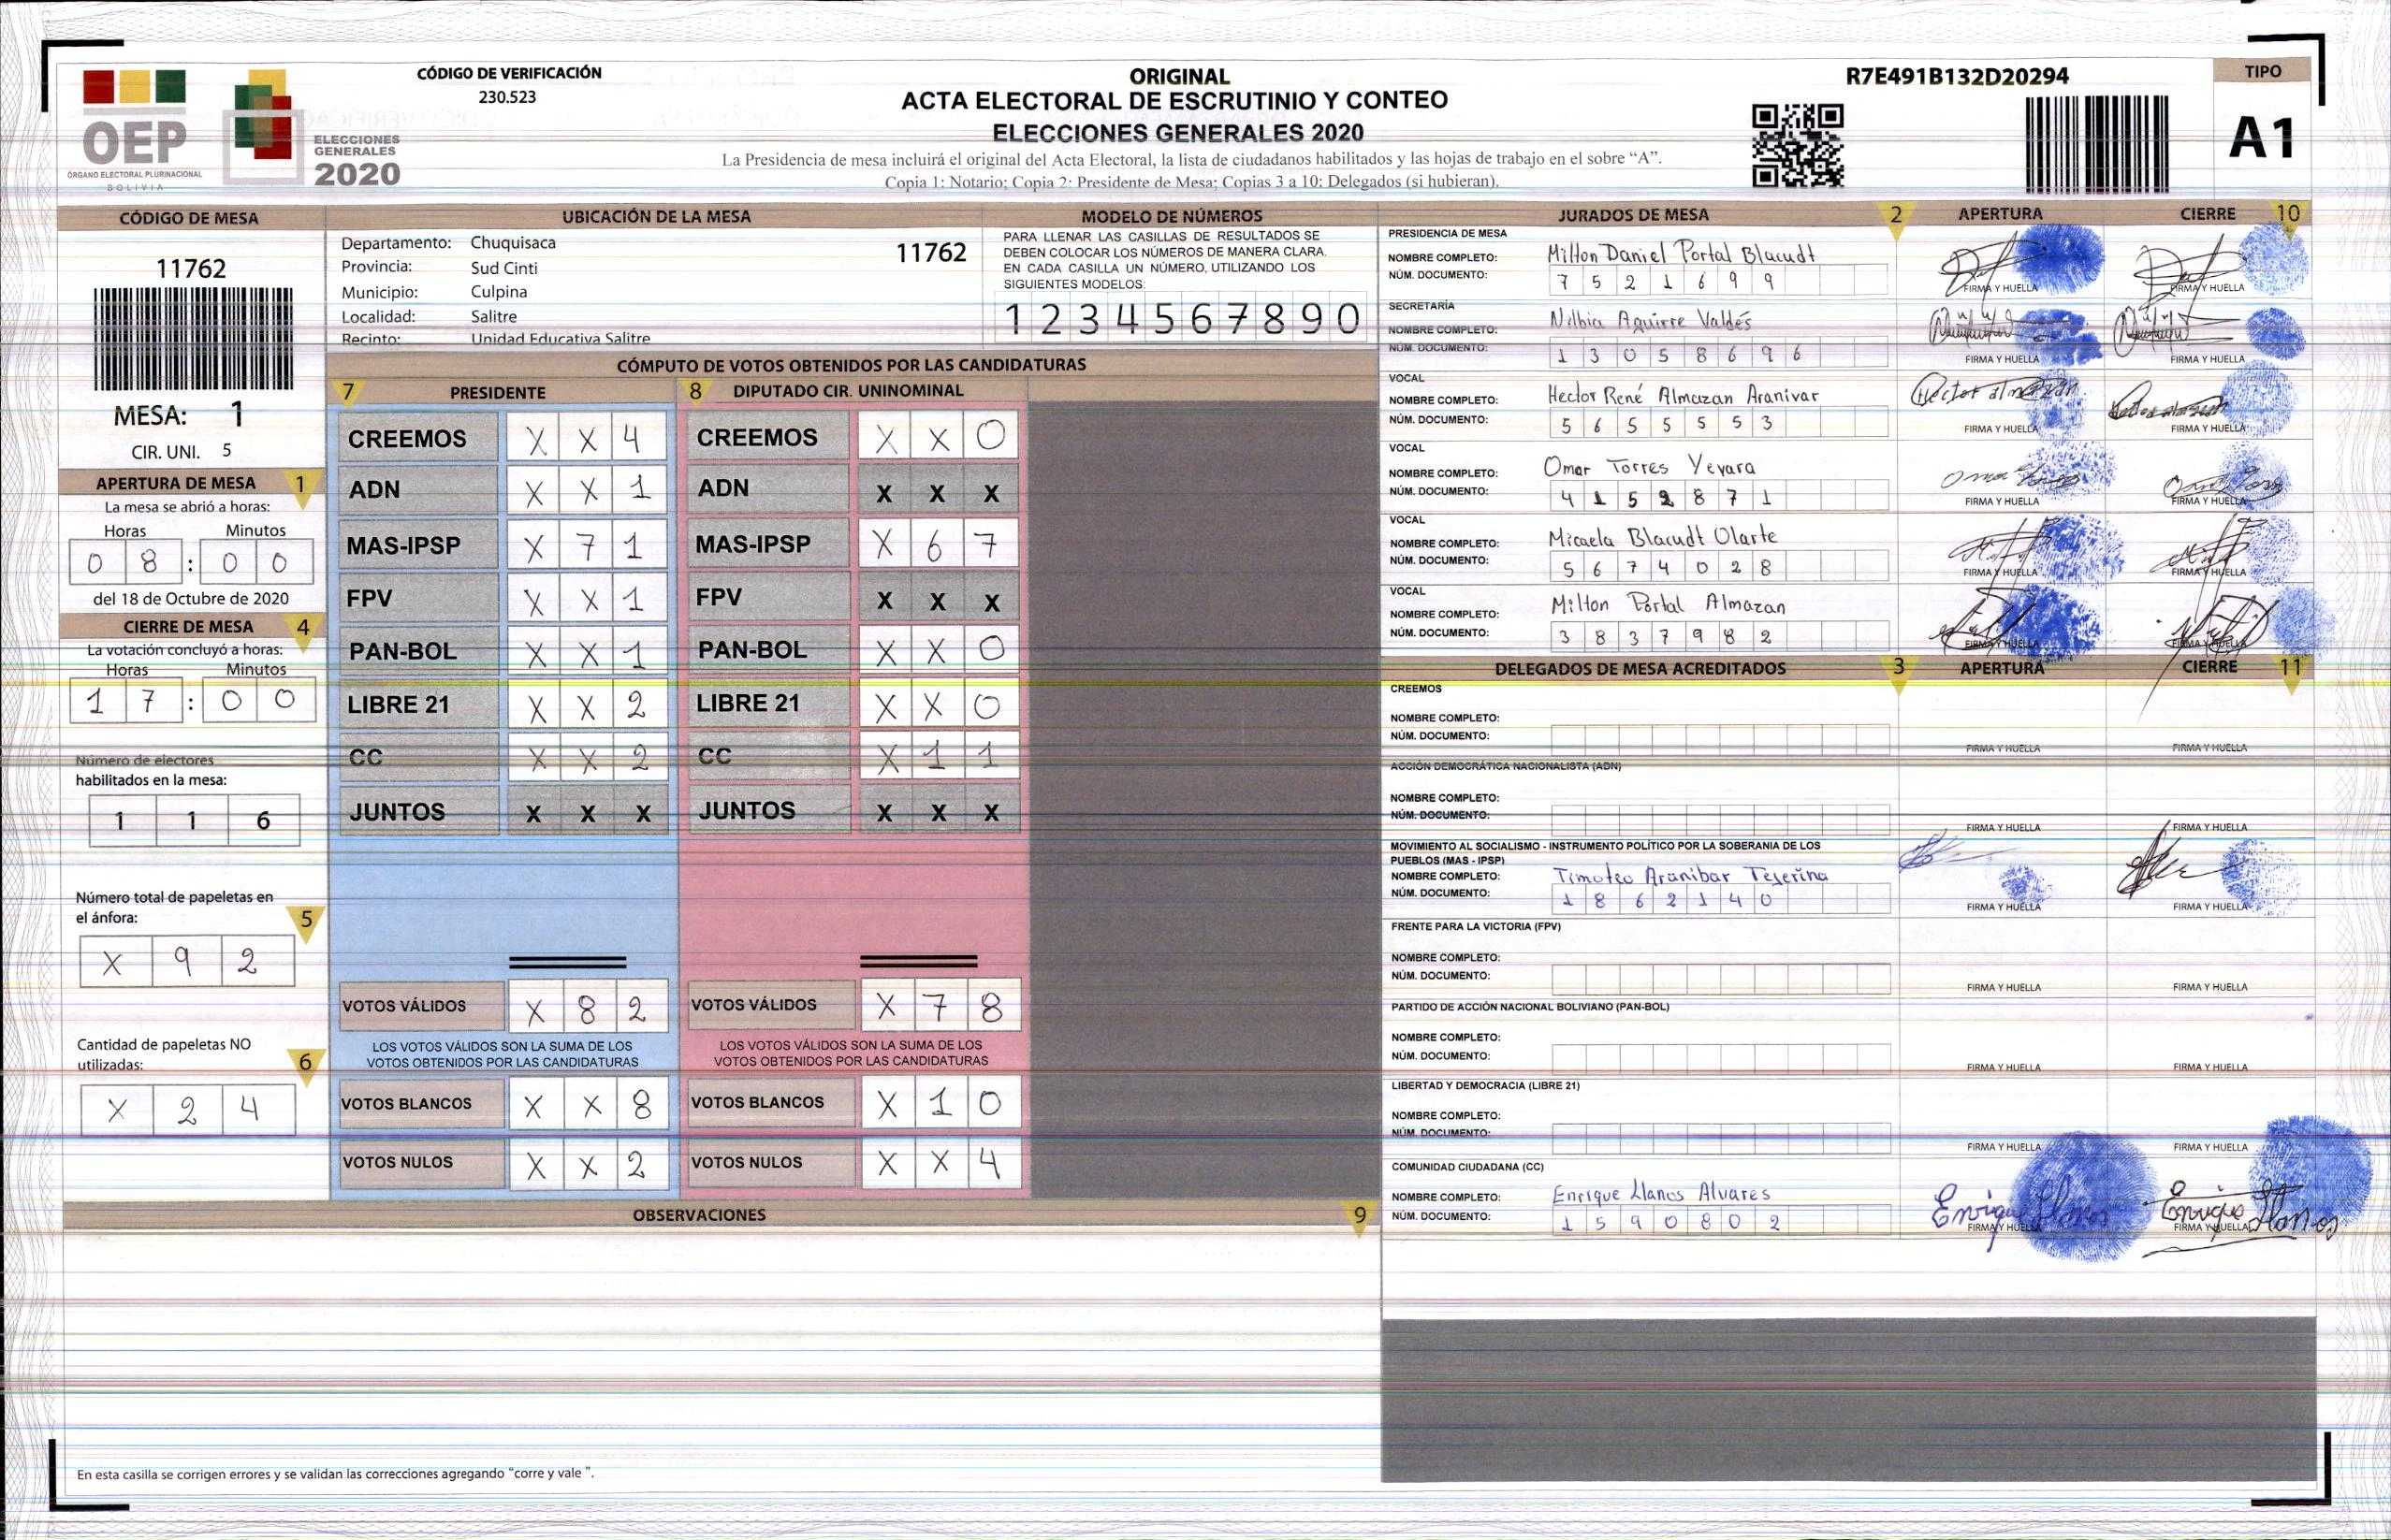 CÓDIGO DE VERIFICACIÓN
230.523
ORIGINAL
ACTA ELECTORAL DE ESCRUTINIO Y CONTEO
ELECCIONES GENERALES 2020
La Presidencia de mesa incluirá el original del Acta Electoral, la lista de ciudadanos habilitados y las hojas de trabajo en el sobre “A”.
Copia 1: Notario; Copia 2: Presidente de Mesa; Copias 3 a 10: Delegados (si hubieran).
R7E491B132D20294
TIPO
A1
OEP
ÓRGANO ELECTORAL PLURINACIONAL
BOLIVIA
ELECCIONES
GENERALES
2020
CÓDIGO DE MESA
11762
MESA: 1
CIR. UNI. 5
APERTURA DE MESA 1
La mesa se abrió a horas:
Horas Minutos
0 8 : 0 0
del 18 de Octubre de 2020
CIERRE DE MESA 4
La votación concluyó a horas:
Horas Minutos
1 7 : 0 0
Número de electores
habilitados en la mesa:
1 1 6
Número total de papeletas en
el ánfora: 5
X 9 2
Cantidad de papeletas NO
utilizadas: 6
X 2 4
UBICACIÓN DE LA MESA
Departamento: Chuquisaca 11762
Provincia: Sud Cinti
Municipio: Culpina
Localidad: Salitre
Recinto: Unidad Educativa Salitre
MODELO DE NÚMEROS
PARA LLENAR LAS CASILLAS DE RESULTADOS SE
DEBEN COLOCAR LOS NÚMEROS DE MANERA CLARA.
EN CADA CASILLA UN NÚMERO, UTILIZANDO LOS
SIGUIENTES MODELOS:
1 2 3 4 5 6 7 8 9 0
CÓMPUTO DE VOTOS OBTENIDOS POR LAS CANDIDATURAS
7 PRESIDENTE
CREEMOS X X 4
ADN X X 1
MAS-IPSP X 7 1
FPV X X 1
PAN-BOL X X 1
LIBRE 21 X X 2
CC X X 2
JUNTOS X X X
VOTOS VÁLIDOS X 8 2
LOS VOTOS VÁLIDOS SON LA SUMA DE LOS
VOTOS OBTENIDOS POR LAS CANDIDATURAS
VOTOS BLANCOS X X 8
VOTOS NULOS X X 2
8 DIPUTADO CIR. UNINOMINAL
CREEMOS X X 0
ADN X X X
MAS-IPSP X 6 7
FPV X X X
PAN-BOL X X 0
LIBRE 21 X X 0
CC X 1 1
JUNTOS X X X
VOTOS VÁLIDOS X 7 8
LOS VOTOS VÁLIDOS SON LA SUMA DE LOS
VOTOS OBTENIDOS POR LAS CANDIDATURAS
VOTOS BLANCOS X 1 0
VOTOS NULOS X X 4
OBSERVACIONES 9
En esta casilla se corrigen errores y se validan las correcciones agregando “corre y vale ”.
JURADOS DE MESA 2 APERTURA CIERRE 10
PRESIDENCIA DE MESA
NOMBRE COMPLETO: Milton Daniel Portal Blacudt
NÚM. DOCUMENTO: 7 5 2 1 6 9 9
FIRMA Y HUELLA FIRMA Y HUELLA
SECRETARÍA
NOMBRE COMPLETO: Nilbia Aguirre Valdés
NÚM. DOCUMENTO: 1 3 0 5 8 6 9 6
FIRMA Y HUELLA FIRMA Y HUELLA
VOCAL
NOMBRE COMPLETO: Hector René Almazan Aranivar
NÚM. DOCUMENTO: 5 6 5 5 5 5 3
FIRMA Y HUELLA FIRMA Y HUELLA
VOCAL
NOMBRE COMPLETO: Omar Torres Yevara
NÚM. DOCUMENTO: 4 1 5 2 8 7 1
FIRMA Y HUELLA FIRMA Y HUELLA
VOCAL
NOMBRE COMPLETO: Micaela Blacudt Olarte
NÚM. DOCUMENTO: 5 6 7 4 0 2 8
FIRMA Y HUELLA FIRMA Y HUELLA
VOCAL
NOMBRE COMPLETO: Milton Portal Almazan
NÚM. DOCUMENTO: 3 8 3 7 9 8 2
FIRMA Y HUELLA FIRMA Y HUELLA
DELEGADOS DE MESA ACREDITADOS 3 APERTURA CIERRE 11
CREEMOS
NOMBRE COMPLETO:
NÚM. DOCUMENTO:
FIRMA Y HUELLA FIRMA Y HUELLA
ACCIÓN DEMOCRÁTICA NACIONALISTA (ADN)
NOMBRE COMPLETO:
NÚM. DOCUMENTO:
FIRMA Y HUELLA FIRMA Y HUELLA
MOVIMIENTO AL SOCIALISMO - INSTRUMENTO POLÍTICO POR LA SOBERANIA DE LOS
PUEBLOS (MAS - IPSP)
NOMBRE COMPLETO: Timoteo Aranibar Tejerina
NÚM. DOCUMENTO: 1 8 6 2 1 4 0
FIRMA Y HUELLA FIRMA Y HUELLA
FRENTE PARA LA VICTORIA (FPV)
NOMBRE COMPLETO:
NÚM. DOCUMENTO:
FIRMA Y HUELLA FIRMA Y HUELLA
PARTIDO DE ACCIÓN NACIONAL BOLIVIANO (PAN-BOL)
NOMBRE COMPLETO:
NÚM. DOCUMENTO:
FIRMA Y HUELLA FIRMA Y HUELLA
LIBERTAD Y DEMOCRACIA (LIBRE 21)
NOMBRE COMPLETO:
NÚM. DOCUMENTO:
FIRMA Y HUELLA FIRMA Y HUELLA
COMUNIDAD CIUDADANA (CC)
NOMBRE COMPLETO: Enrique Llanos Alvares
NÚM. DOCUMENTO: 1 5 9 0 8 0 2
Enrique Llanos Enrique Llanos
FIRMA Y HUELLA FIRMA Y HUELLA